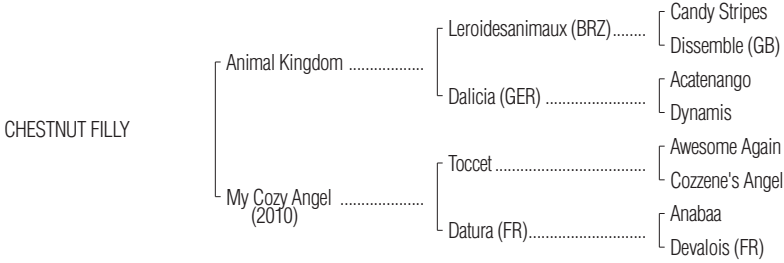 Candy Stripes
Leroidesanimaux (BRZ)........
Dissemble (GB)
Animal Kingdom ..................
Acatenango
Dalicia (GER) ........................
Dynamis
CHESTNUT FILLY
Awesome Again
Toccet ....................................
Cozzene's Angel
My Cozy Angel ....................
(2010)
Anabaa
Datura (FR)............................
Devalois (FR)